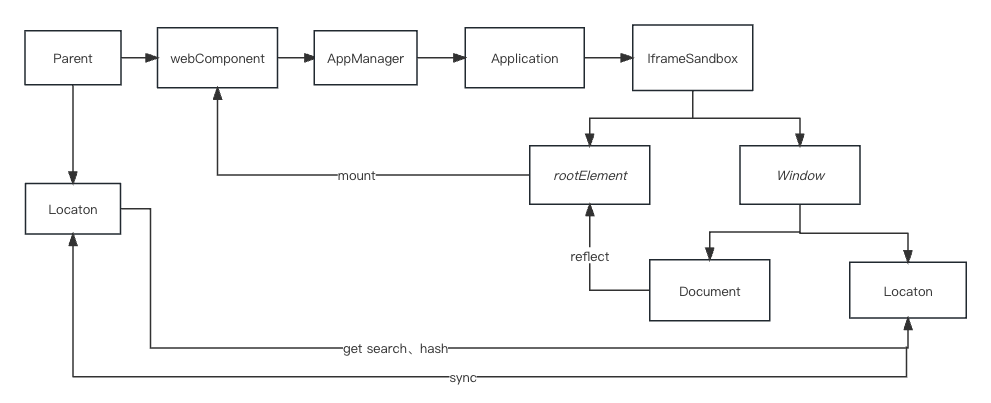 Parent
webComponent
AppManager
Application
IframeSandbox
mount
rootElement
Window
Locaton
reflect
Document
Locaton
get search、hash
sync